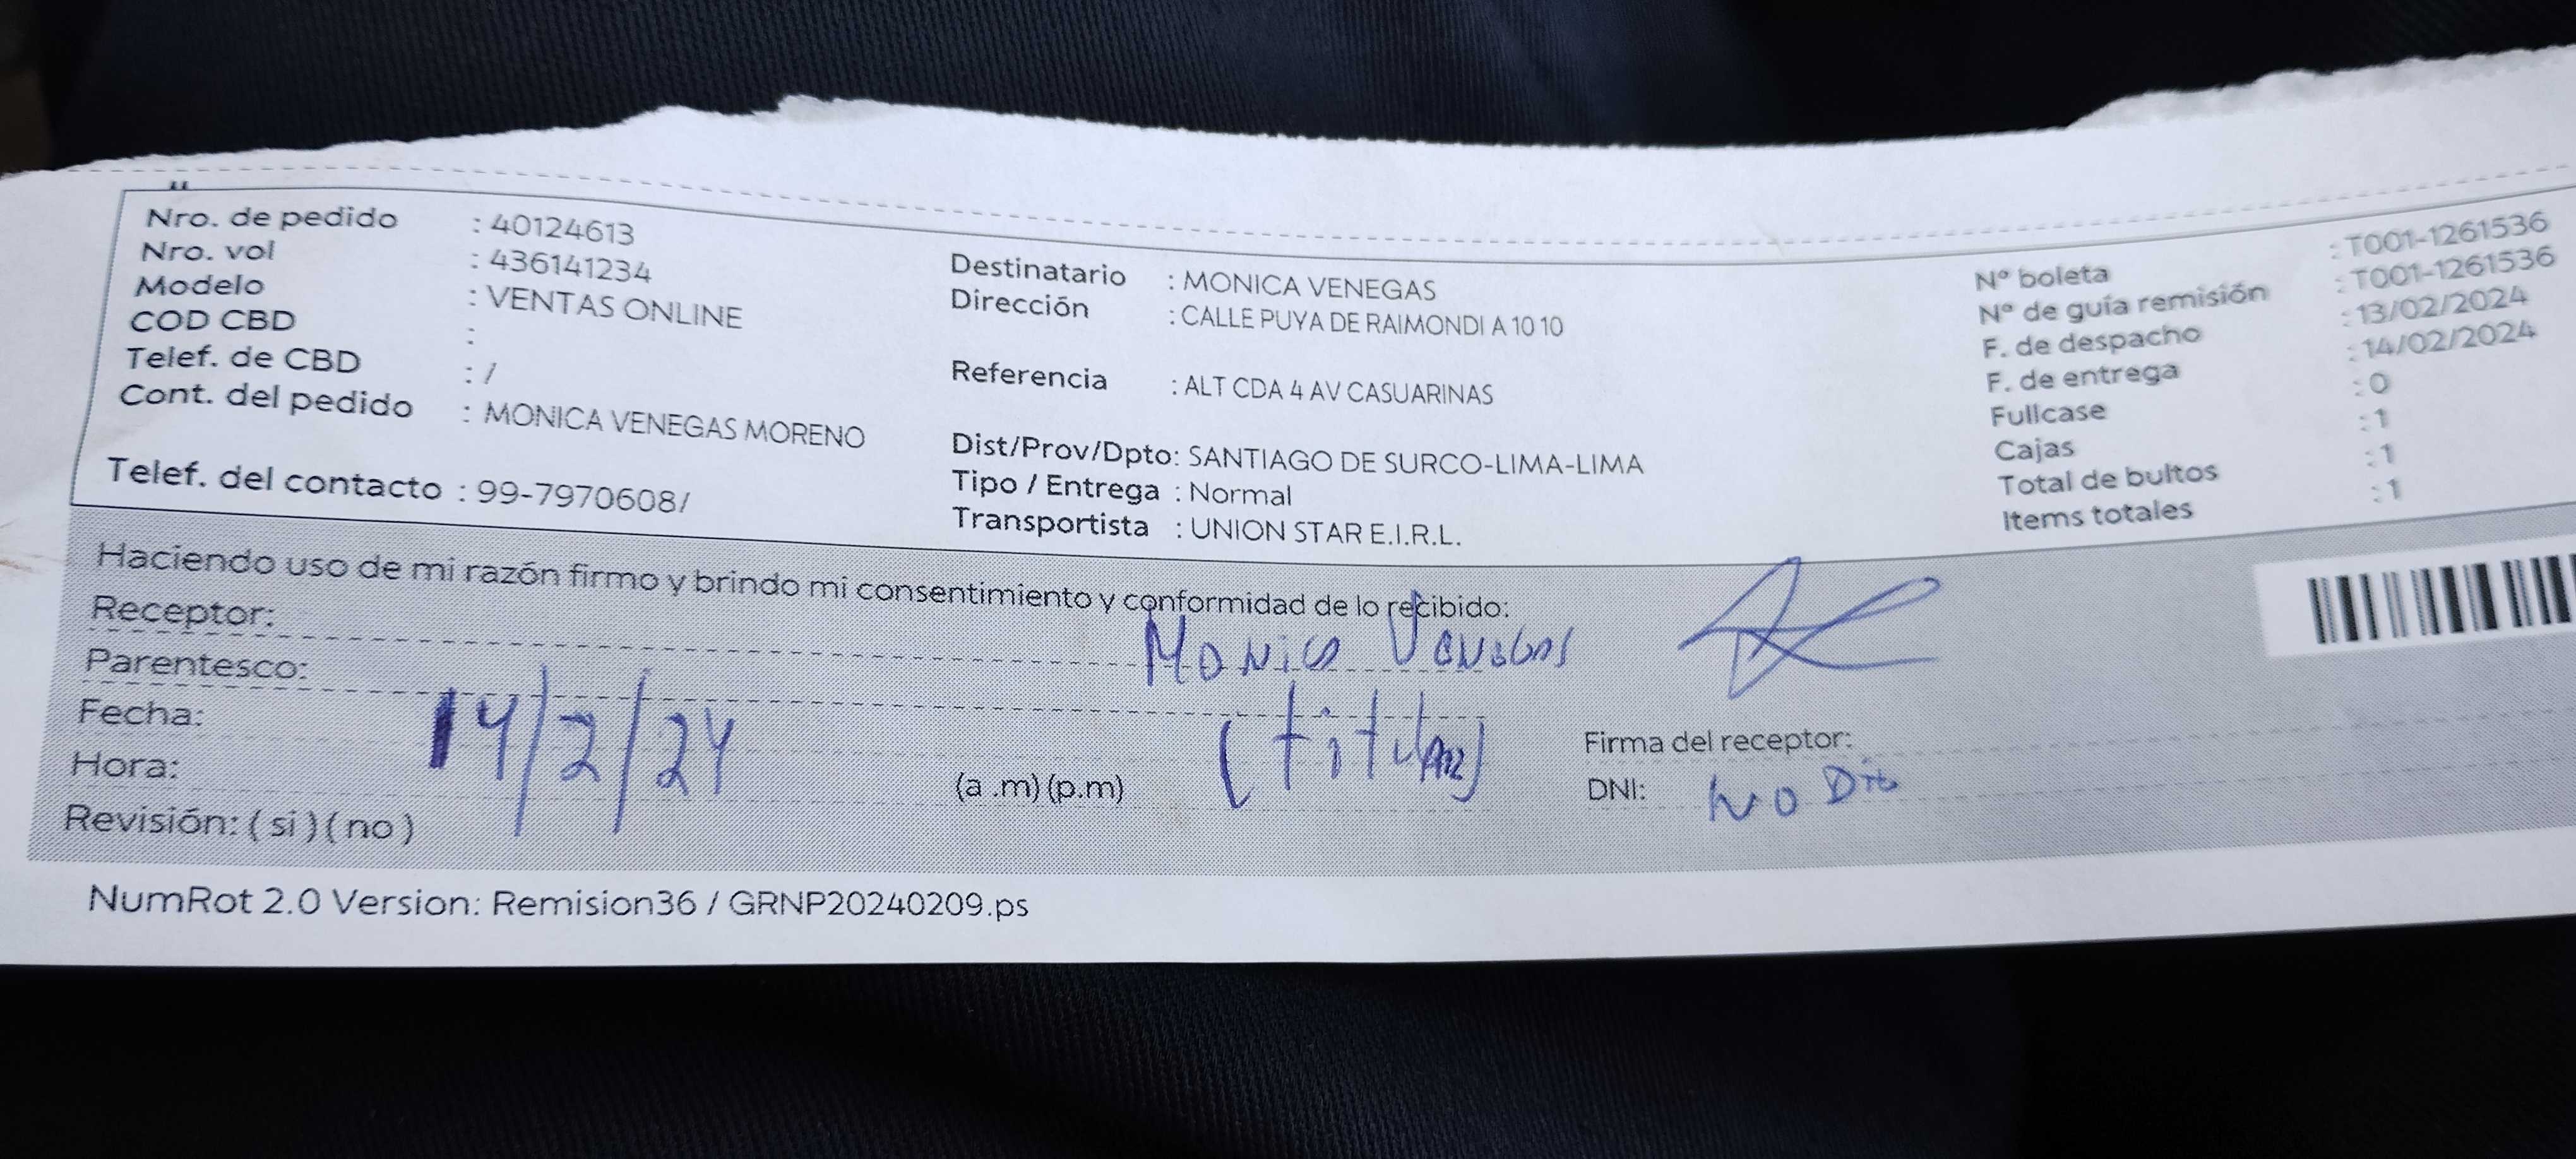 Nro. de pedido : 40124613
Nro. vol : 436141234
Modelo : VENTAS ONLINE
COD CBD :
Telef. de CBD : /
Cont. del pedido : MONICA VENEGAS MORENO
Telef. del contacto : 99-7970608/
Destinatario : MONICA VENEGAS
Dirección : CALLE PUYA DE RAIMONDI A 10 10
Referencia : ALT CDA 4 AV CASUARINAS
Dist/Prov/Dpto: SANTIAGO DE SURCO-LIMA-LIMA
Tipo / Entrega : Normal
Transportista : UNION STAR E.I.R.L.
Nº boleta : T001-1261536
Nº de guía remisión : T001-1261536
F. de despacho : 13/02/2024
F. de entrega : 14/02/2024
Fullcase : 0
Cajas : 1
Total de bultos : 1
Items totales : 1
Haciendo uso de mi razón firmo y brindo mi consentimiento y conformidad de lo recibido:
Receptor: Monica Venegas
Parentesco: (titular)
Fecha: 14/2/24
Hora: (a .m) (p.m)
Revisión: ( si ) ( no )
Firma del receptor:
DNI: NO Dio
NumRot 2.0 Version: Remision36 / GRNP20240209.ps